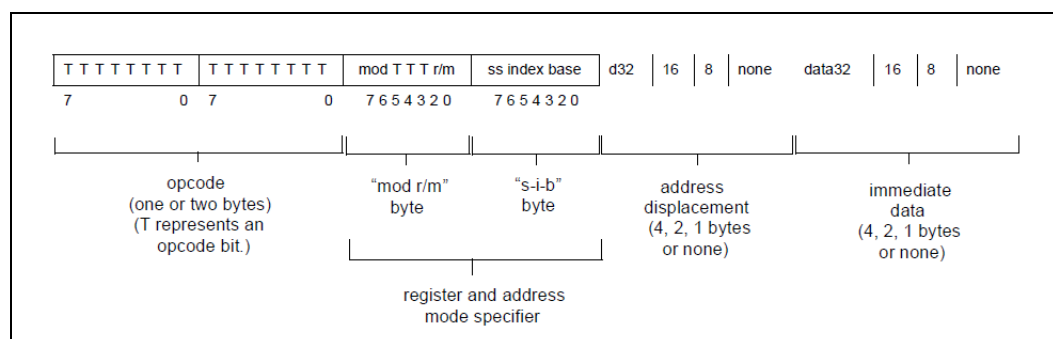 T T T T T T T T T T T T T T T T mod T T T r/m ss index base d32 16 8 none data32 16 8 none
7 0 7 0 7 6 5 4 3 2 0 7 6 5 4 3 2 0
opcode
(one or two bytes)
(T represents an
opcode bit.)
“mod r/m”
byte
“s-i-b”
byte
address
displacement
(4, 2, 1 bytes
or none)
immediate
data
(4, 2, 1 bytes
or none)
register and address
mode specifier